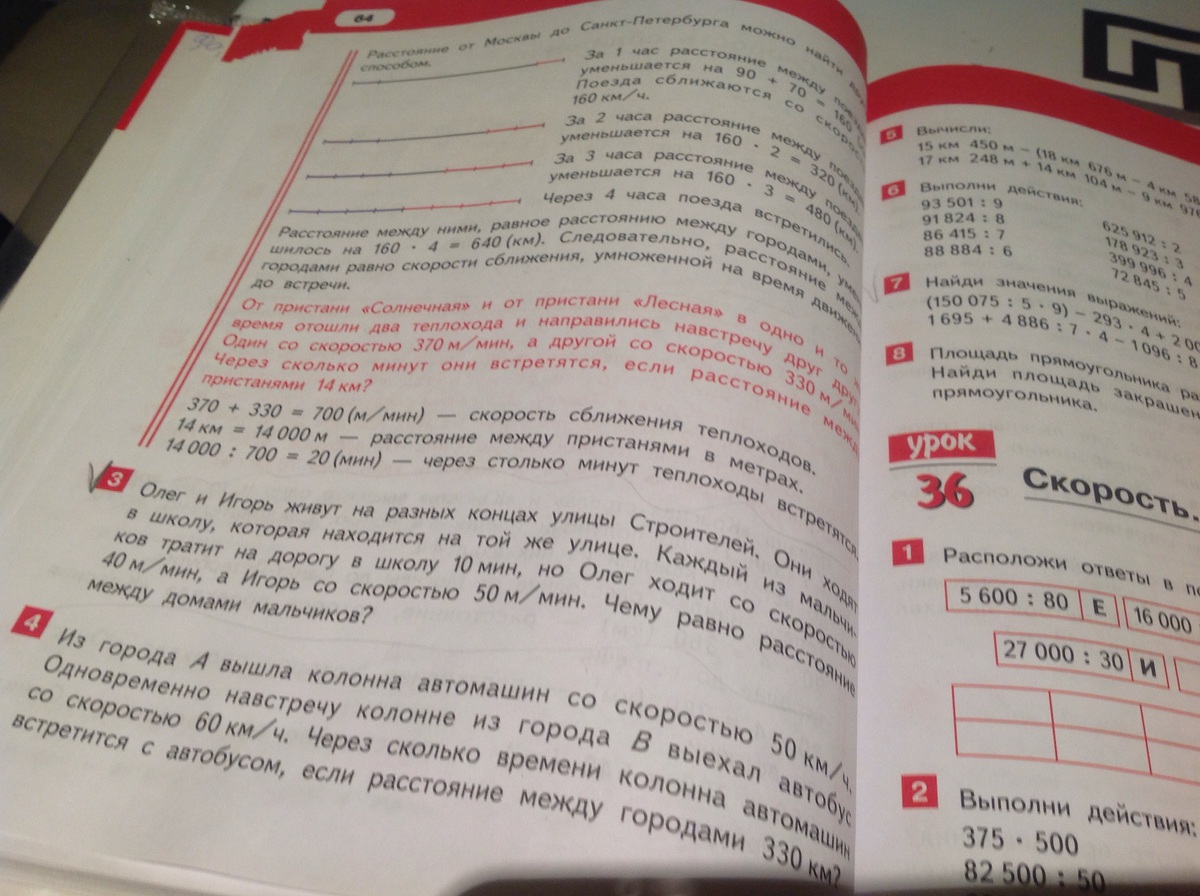 64
Расстояние от Москвы до Санкт-Петербурга можно найти
способом.
За 1 час расстояние между
уменьшается на 90 + 70 = 160
Поезда сближаются со
160 км/ч.
За 2 часа расстояние между
уменьшается на 160 · 2 = 320 (км).
За 3 часа расстояние между
уменьшается на 160 · 3 = 480 (км).
Через 4 часа поезда встретились.
Расстояние между ними, равное расстоянию между городами,
шилось на 160 · 4 = 640 (км). Следовательно, расстояние
городами равно скорости сближения, умноженной на время
до встречи.
От пристани «Солнечная» и от пристани «Лесная» в одно и то
время отошли два теплохода и направились навстречу друг
Один со скоростью 370 м/мин, а другой со скоростью 330
Через сколько минут они встретятся, если расстояние
пристанями 14 км?
370 + 330 = 700 (м/мин) — скорость сближения теплоходов.
14 км = 14 000 м — расстояние между пристанями в метрах.
14 000 : 700 = 20 (мин) — через столько минут теплоходы встретятся.
3 Олег и Игорь живут на разных концах улицы Строителей. Они ходят
в школу, которая находится на той же улице. Каждый из мальчи-
ков тратит на дорогу в школу 10 мин, но Олег ходит со скоростью
40 м/мин, а Игорь со скоростью 50 м/мин. Чему равно расстояние
между домами мальчиков?
4 Из города А вышла колонна автомашин со скоростью 50 км/ч.
Одновременно навстречу колонне из города В выехал автобус
со скоростью 60 км/ч. Через сколько времени колонна автомашин
встретится с автобусом, если расстояние между городами 330 км?
5 Вычисли:
15 км 450 м – (18 км 676 м – 4 км
17 км 248 м + 14 км 104 м – 9 км
6 Выполни действия:
93 501 : 9 625 912 : 2
91 824 : 8 178 923 : 3
86 415 : 7 399 996 : 4
88 884 : 6 72 845 : 5
7 Найди значения выражений:
(150 075 : 5 · 9) – 293 · 4 +
1 695 + 4 886 : 7 · 4 – 1 096 : 8
8 Площадь прямоугольника
Найди площадь
прямоугольника.
урок
36
Скорость.
1 Расположи ответы в
5 600 : 80 Е 16 000
27 000 : 30 И
2 Выполни действия:
375 · 500
82 500 : 50